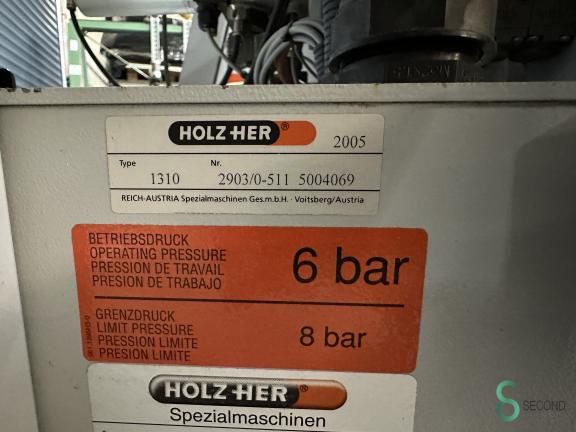 HOLZ-HER®
2005
Type Nr.
1310 2903/0-511 5004069
REICH-AUSTRIA Spezialmaschinen Ges.m.b.H. · Voitsberg/Austria
BETRIEBSDRUCK
OPERATING PRESSURE
PRESSION DE TRAVAIL
PRESION DE TRABAJO
6 bar
GRENZDRUCK
LIMIT PRESSURE
PRESSION LIMITE
PRESION LIMITE
8 bar
HOLZ-HER®
Spezialmaschinen
SECOND